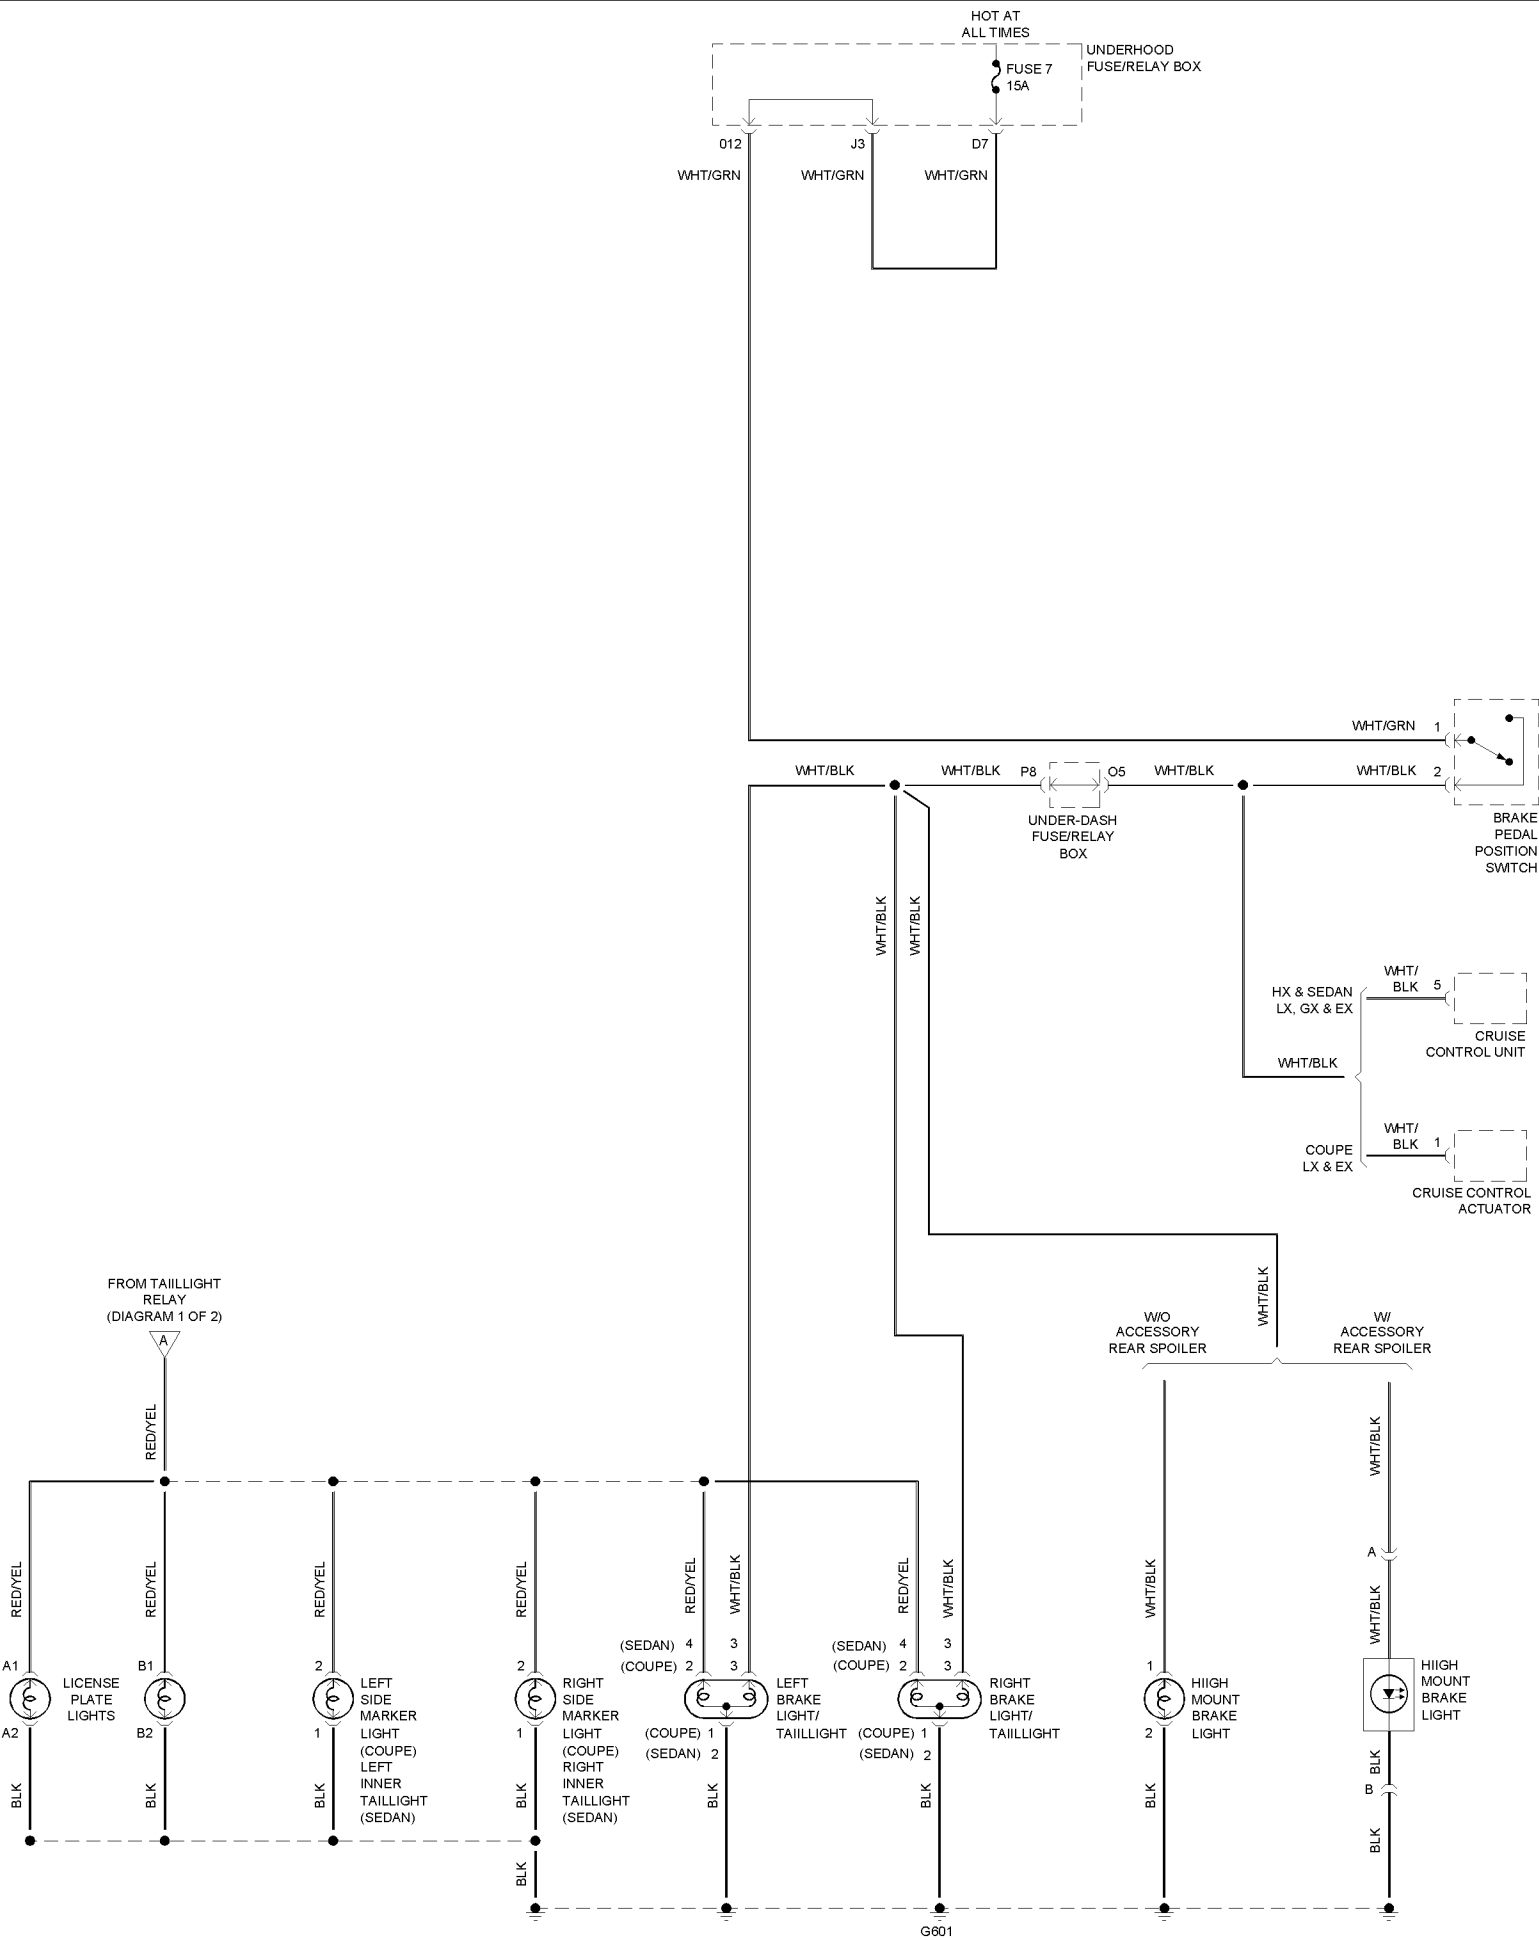 HOT AT
ALL TIMES
UNDERHOOD
FUSE/RELAY BOX
FUSE 7
15A
012
J3
D7
WHT/GRN
WHT/GRN
WHT/GRN
WHT/GRN
1
WHT/BLK
WHT/BLK
P8
O5
WHT/BLK
WHT/BLK
2
UNDER-DASH
FUSE/RELAY
BOX
BRAKE
PEDAL
POSITION
SWITCH
WHT/BLK
WHT/BLK
HX & SEDAN
LX, GX & EX
WHT/
BLK
5
CRUISE
CONTROL UNIT
WHT/BLK
COUPE
LX & EX
WHT/
BLK
1
CRUISE CONTROL
ACTUATOR
FROM TAIILLIGHT
RELAY
(DIAGRAM 1 OF 2)
A
RED/YEL
WHT/BLK
W/O
ACCESSORY
REAR SPOILER
W/
ACCESSORY
REAR SPOILER
WHT/BLK
A
RED/YEL
RED/YEL
RED/YEL
RED/YEL
RED/YEL
WHT/BLK
RED/YEL
WHT/BLK
WHT/BLK
WHT/BLK
(SEDAN)
4
3
(SEDAN)
4
3
A1
B1
2
2
(COUPE)
2
3
(COUPE)
2
3
1
LICENSE
PLATE
LIGHTS
LEFT
SIDE
MARKER
LIGHT
(COUPE)
LEFT
INNER
TAILLIGHT
(SEDAN)
RIGHT
SIDE
MARKER
LIGHT
(COUPE)
RIGHT
INNER
TAILLIGHT
(SEDAN)
LEFT
BRAKE
LIGHT/
TAIILLIGHT
RIGHT
BRAKE
LIGHT/
TAIILLIGHT
HIIGH
MOUNT
BRAKE
LIGHT
HIIGH
MOUNT
BRAKE
LIGHT
A2
B2
1
1
(COUPE)
1
(SEDAN)
2
(COUPE)
1
(SEDAN)
2
2
BLK
BLK
BLK
BLK
BLK
BLK
BLK
BLK
B
BLK
BLK
G601